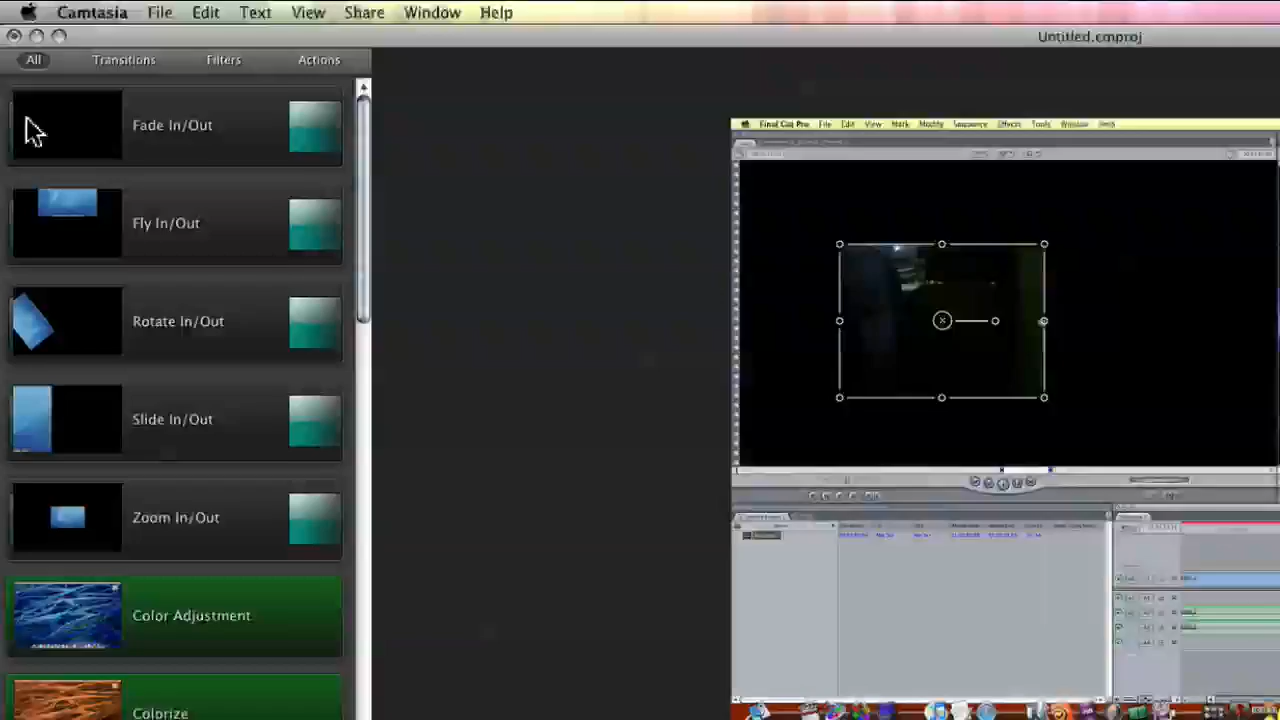 Camtasia File Edit Text View Share Window Help
Untitled.cmproj
All Transitions Filters Actions
Fade In/Out
Fly In/Out
Rotate In/Out
Slide In/Out
Zoom In/Out
Color Adjustment
Colorize
Final Cut Pro File Edit View Mark Modify Sequence Effects Tools Window Help